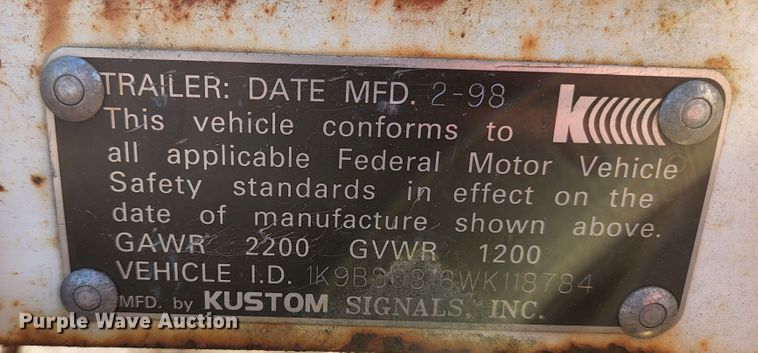 TRAILER: DATE MFD. 2-98
This vehicle conforms to k
all applicable Federal Motor Vehicle
Safety standards in effect on the
date of manufacture shown above.
GAWR 2200 GVWR 1200
VEHICLE I.D.
MFD. by KUSTOM SIGNALS, INC.
Purple Wave Auction